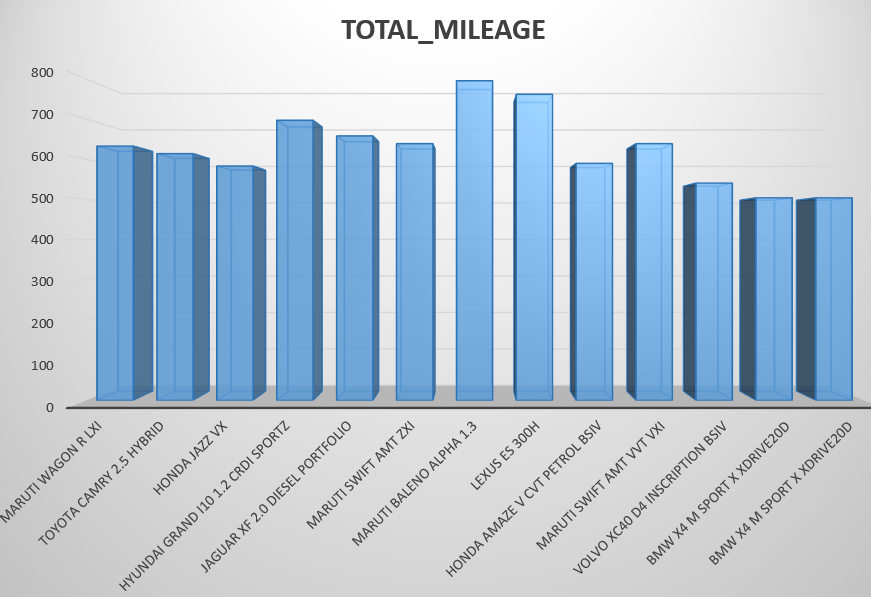 TOTAL_MILEAGE
800
700
600
500
400
300
200
100
0
MARUTI WAGON R LXI
TOYOTA CAMRY 2.5 HYBRID
HONDA JAZZ VX
HYUNDAI GRAND I10 1.2 CRDI SPORTZ
JAGUAR XF 2.0 DIESEL PORTFOLIO
MARUTI SWIFT AMT ZXI
MARUTI BALENO ALPHA 1.3
LEXUS ES 300H
HONDA AMAZE V CVT PETROL BSIV
MARUTI SWIFT AMT VVT VXI
VOLVO XC40 D4 INSCRIPTION BSIV
BMW X4 M SPORT X XDRIVE20D
BMW X4 M SPORT X XDRIVE20D